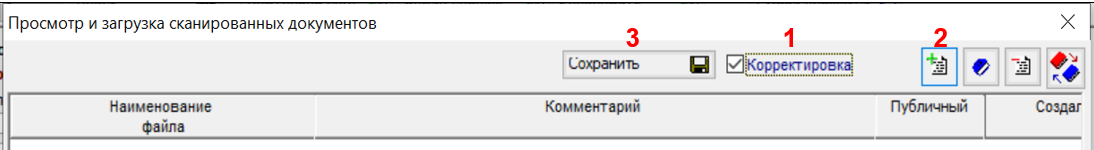 Просмотр и загрузка сканированных документов
3 1 2
Сохранить Корректировка
Наименование файла Комментарий Публичный Создал